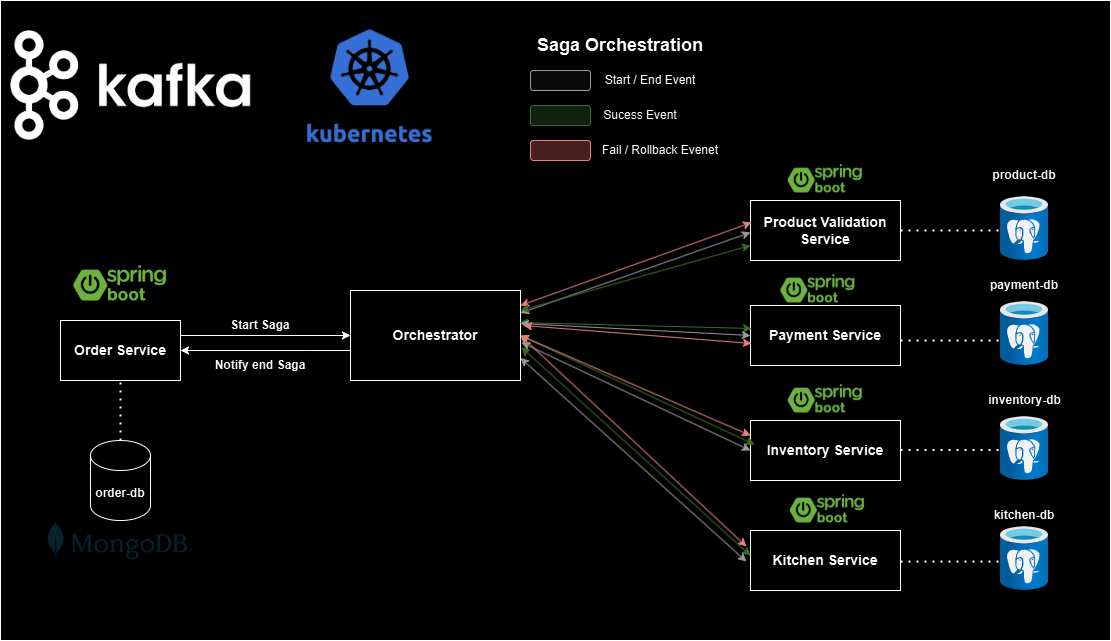 kafka
kubernetes
Saga Orchestration
Start / End Event
Sucess Event
Fail / Rollback Evenet
spring
boot
product-db
Product Validation
Service
spring
boot
Order Service
Start Saga
Notify end Saga
Orchestrator
spring
boot
payment-db
Payment Service
spring
boot
inventory-db
Inventory Service
order-db
MongoDB
spring
boot
kitchen-db
Kitchen Service